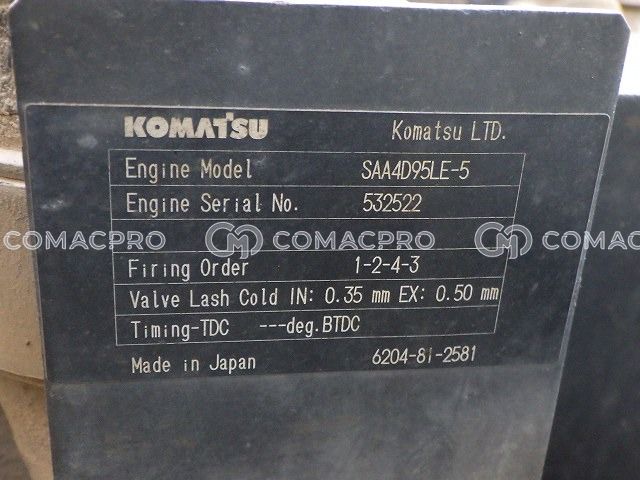 KOMATSU Komatsu LTD.
Engine Model SAA4D95LE-5
Engine Serial No. 532522
COMACPRO CM COMACPRO CM
Firing Order 1-2-4-3
Valve Lash Cold IN: 0.35 mm EX: 0.50 mm
Timing-TDC ---deg.BTDC
Made in Japan 6204-81-2581